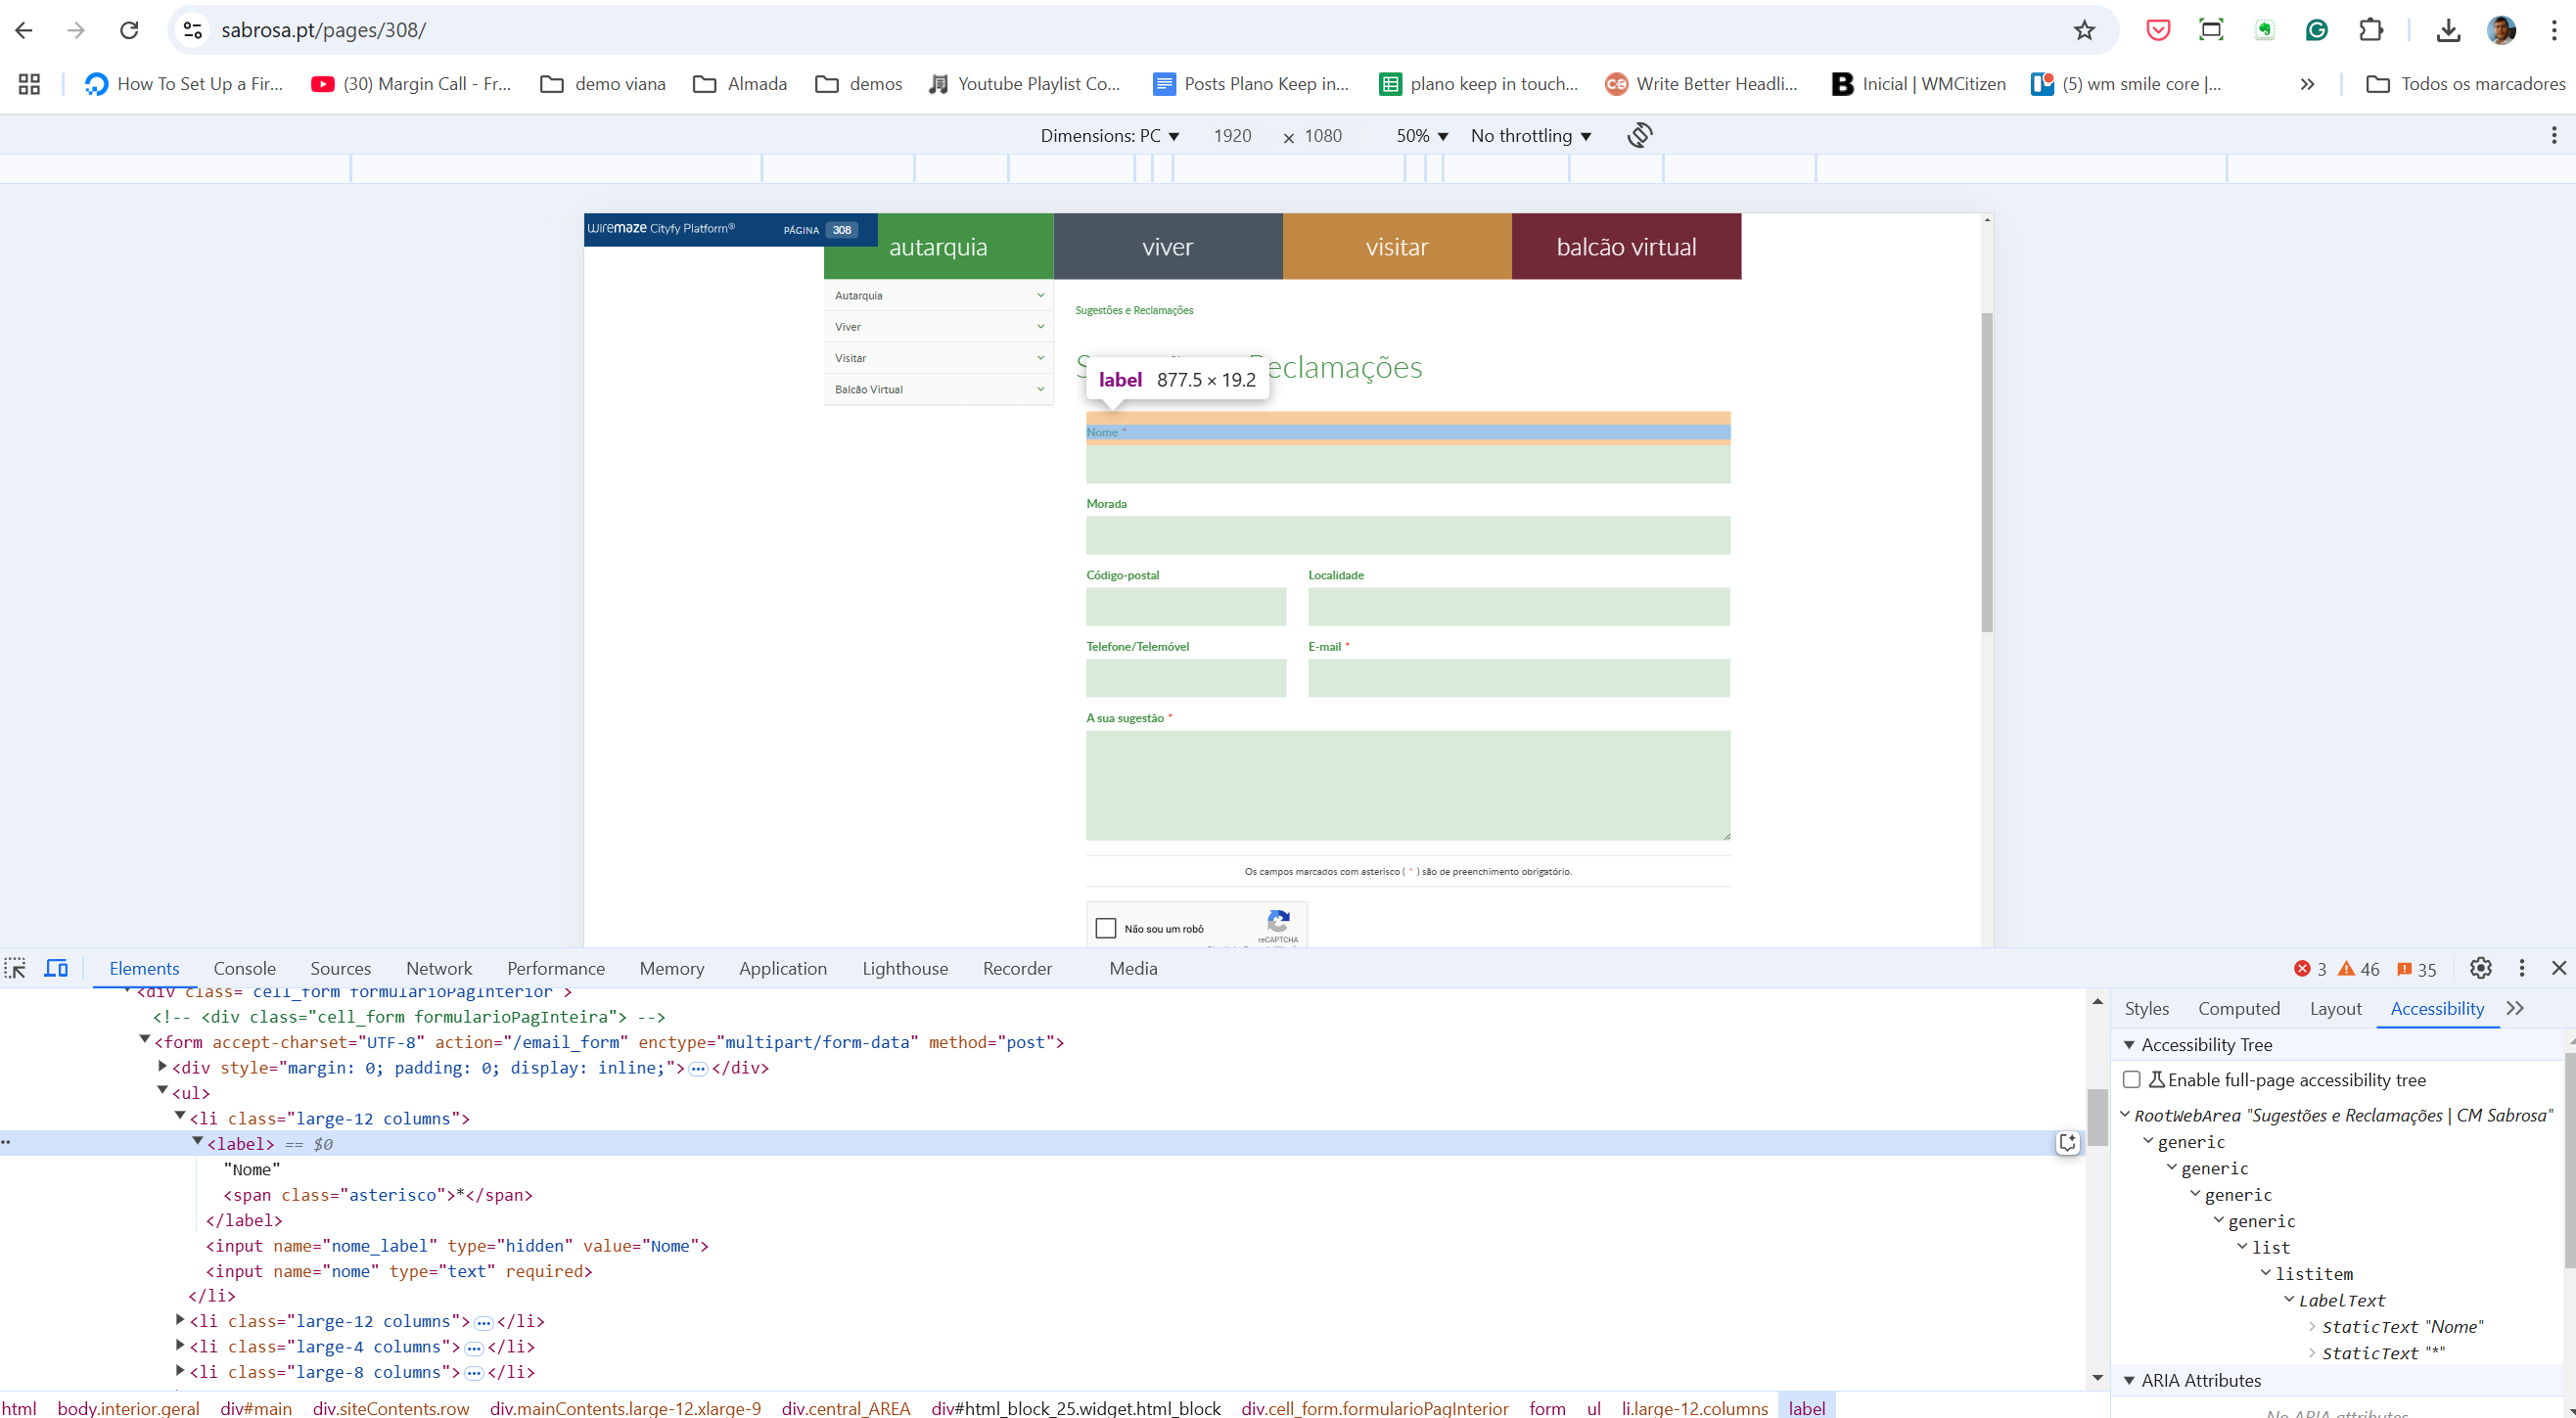 sabrosa.pt/pages/308/
How To Set Up a Fir... (30) Margin Call - Fr... demo viana Almada demos Youtube Playlist Co... Posts Plano Keep in... plano keep in touch... Write Better Headli... Inicial | WMCitizen (5) wm smile core |... » Todos os marcadores
Dimensions: PC 1920 × 1080 50% No throttling
wiremaze Cityfy Platform® PÁGINA 308
autarquia viver visitar balcão virtual
Autarquia
Viver
Visitar
Balcão Virtual
Sugestões e Reclamações
eclamações
label 877.5 × 19.2
Nome *
Morada
Código-postal Localidade
Telefone/Telemóvel E-mail *
A sua sugestão *
Os campos marcados com asterisco ( * ) são de preenchimento obrigatório.
Não sou um robô
reCAPTCHA
Elements Console Sources Network Performance Memory Application Lighthouse Recorder Media 3 46 35
<div class="cell_form formularioPagInterior">
<!-- <div class="cell_form formularioPagInteira"> -->
<form accept-charset="UTF-8" action="/email_form" enctype="multipart/form-data" method="post">
<div style="margin: 0; padding: 0; display: inline;">…</div>
<ul>
<li class="large-12 columns">
<label> == $0
"Nome"
<span class="asterisco">*</span>
</label>
<input name="nome_label" type="hidden" value="Nome">
<input name="nome" type="text" required>
</li>
<li class="large-12 columns">…</li>
<li class="large-4 columns">…</li>
<li class="large-8 columns">…</li>
html body.interior.geral div#main div.siteContents.row div.mainContents.large-12.xlarge-9 div.central_AREA div#html_block_25.widget.html_block div.cell_form.formularioPagInterior form ul li.large-12.columns label
Styles Computed Layout Accessibility
Accessibility Tree
Enable full-page accessibility tree
RootWebArea "Sugestões e Reclamações | CM Sabrosa"
generic
generic
generic
generic
list
listitem
LabelText
StaticText "Nome"
StaticText "*"
ARIA Attributes
No ARIA attributes